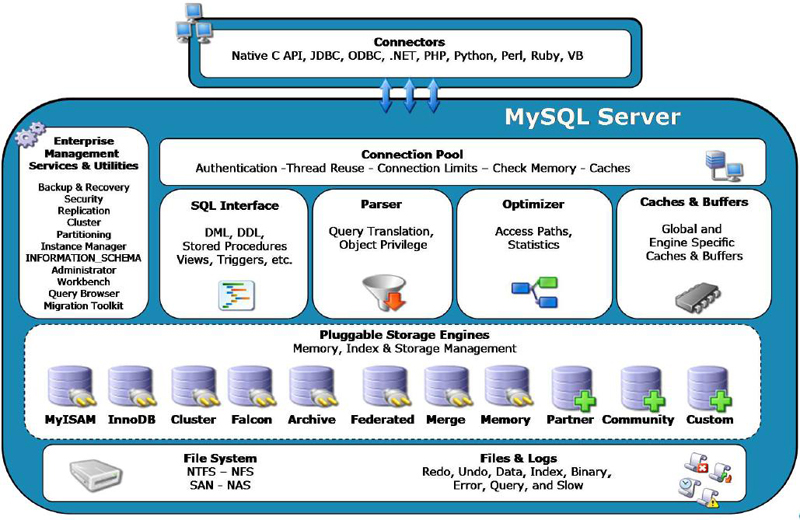 Connectors
Native C API, JDBC, ODBC, .NET, PHP, Python, Perl, Ruby, VB
MySQL Server
Enterprise
Management
Services & Utilities
Backup & Recovery
Security
Replication
Cluster
Partitioning
Instance Manager
INFORMATION_SCHEMA
Administrator
Workbench
Query Browser
Migration Toolkit
Connection Pool
Authentication -Thread Reuse - Connection Limits – Check Memory - Caches
SQL Interface
DML, DDL,
Stored Procedures
Views, Triggers, etc.
Parser
Query Translation,
Object Privilege
Optimizer
Access Paths,
Statistics
Caches & Buffers
Global and
Engine Specific
Caches & Buffers
Pluggable Storage Engines
Memory, Index & Storage Management
MyISAM InnoDB Cluster Falcon Archive Federated Merge Memory Partner Community Custom
File System
NTFS – NFS
SAN - NAS
Files & Logs
Redo, Undo, Data, Index, Binary,
Error, Query, and Slow